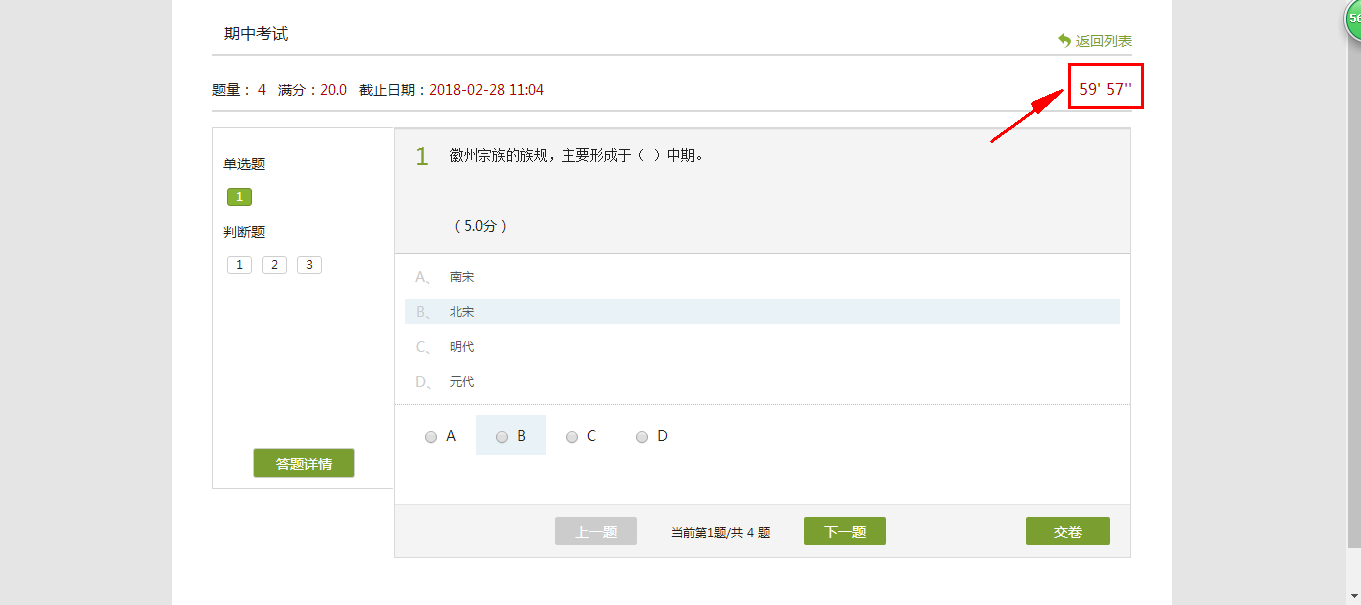 期中考试
返回列表
题量： 4 满分：20.0 截止日期：2018-02-28 11:04
59' 57''
单选题
1
判断题
1 2 3
答题详情
1 徽州宗族的族规，主要形成于（ ）中期。
（ 5.0分 ）
A、 南宋
B、 北宋
C、 明代
D、 元代
A B C D
上一题 当前第1题/共 4 题 下一题 交卷